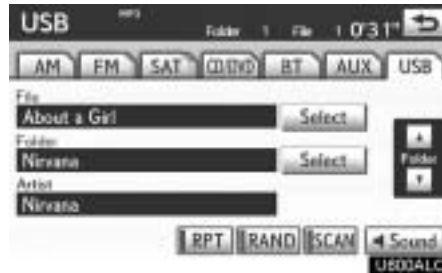 USB MP3 Folder 1 File 1 0'31"
AM FM SAT CD/DVD BT AUX USB
File
About a Girl Select
Folder
Nirvana Select
Folder
Artist
Nirvana
RPT RAND SCAN Sound
U800ALC